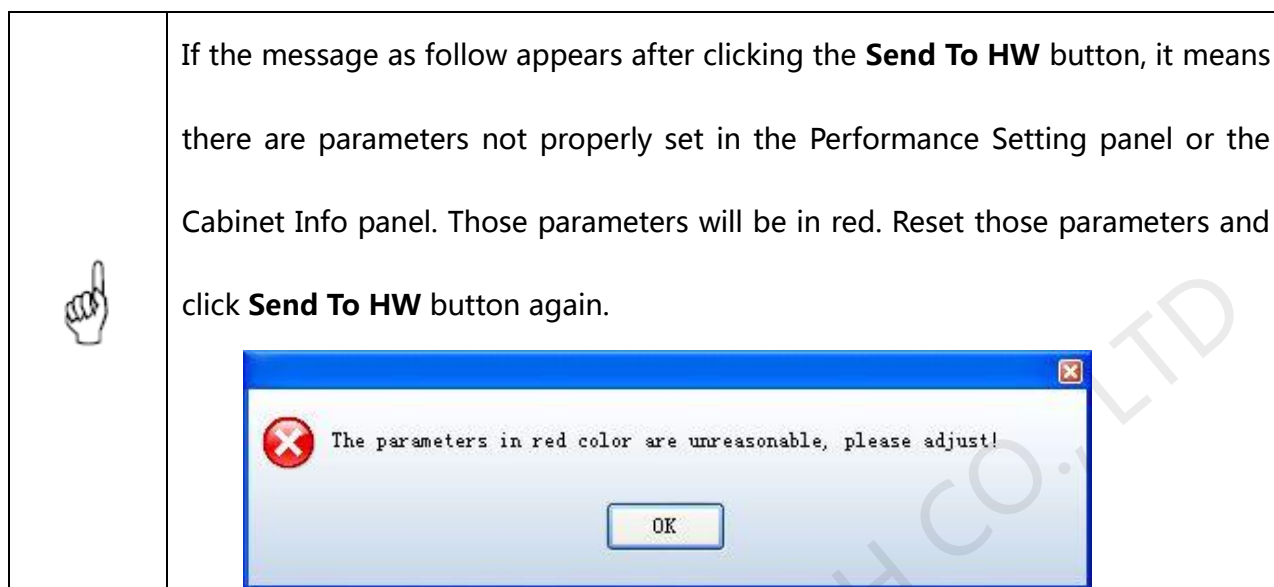 If the message as follow appears after clicking the Send To HW button, it means
there are parameters not properly set in the Performance Setting panel or the
Cabinet Info panel. Those parameters will be in red. Reset those parameters and
click Send To HW button again.
The parameters in red color are unreasonable, please adjust!
OK
H CO., LTD